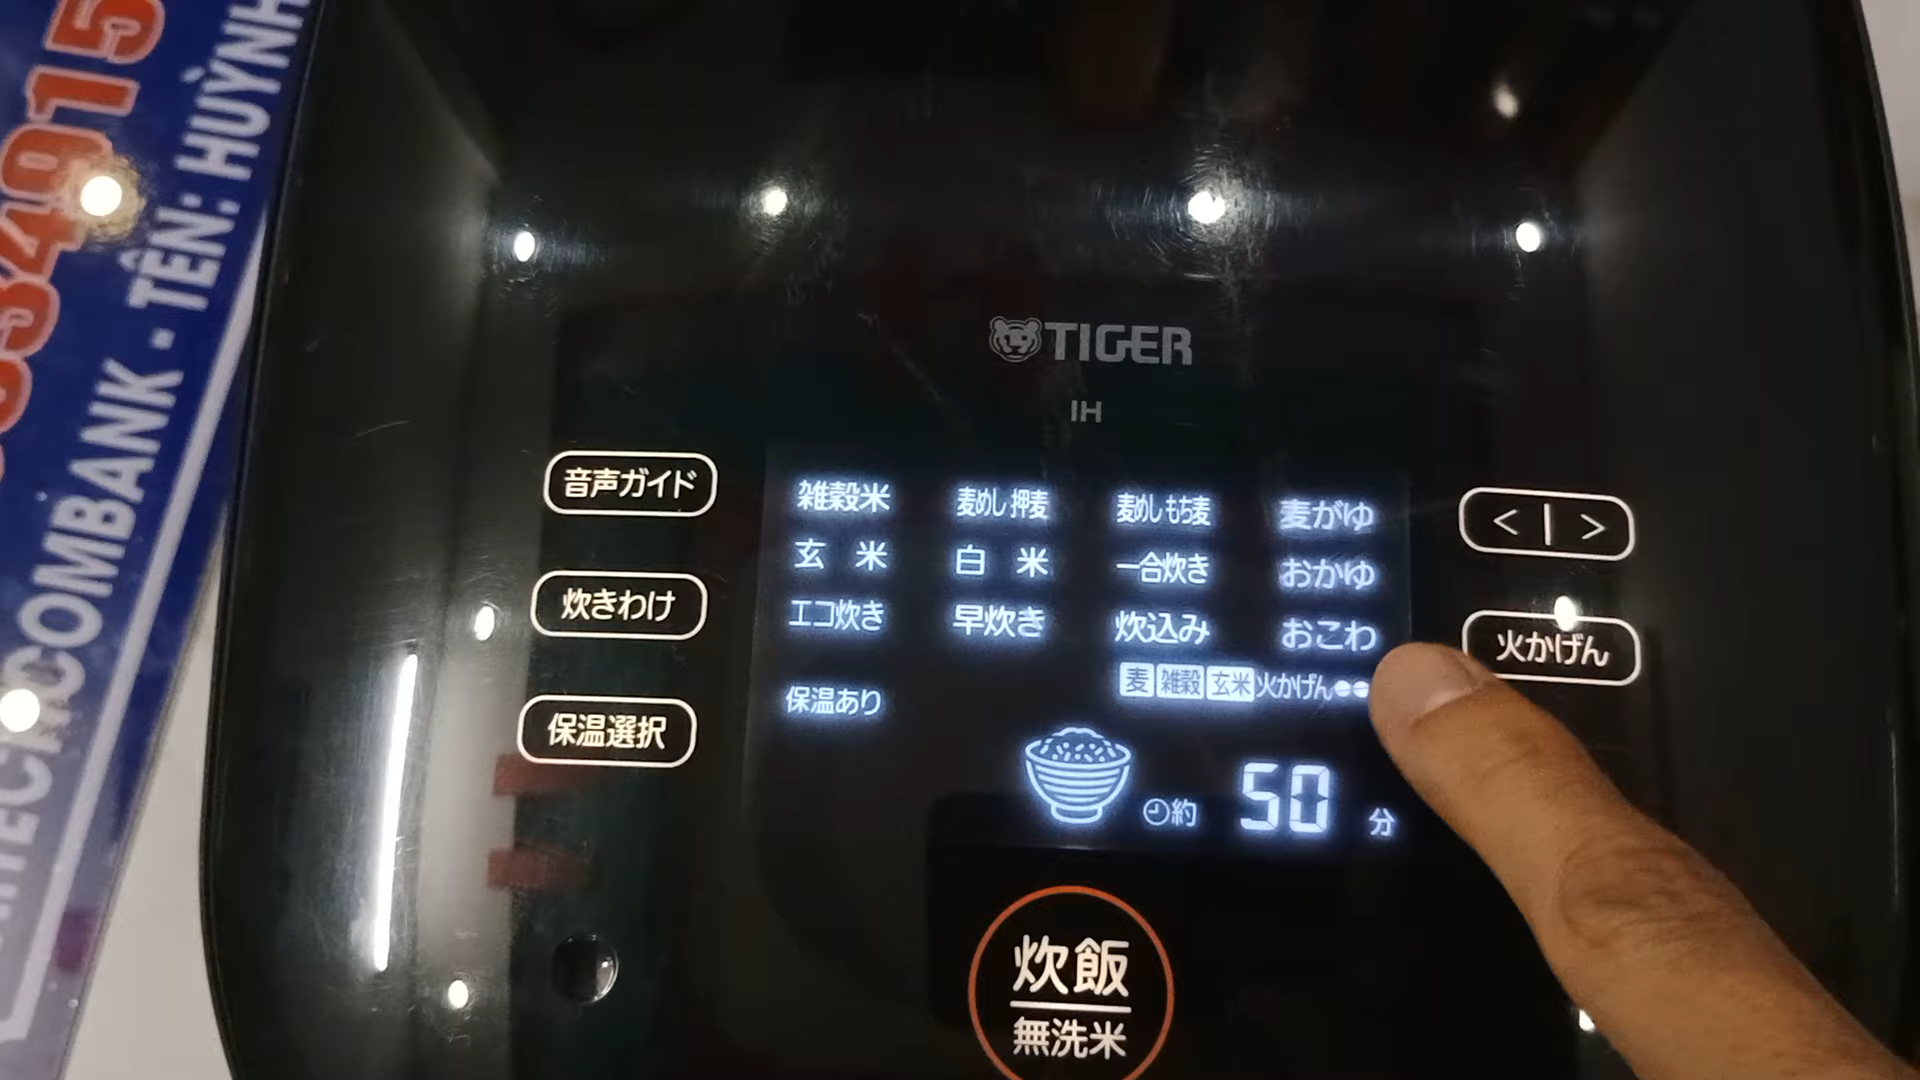 TIGER
IH
音声ガイド
炊きわけ
保温選択
雑穀米 麦めし押麦 麦めしもち麦 麦がゆ
玄米 白米 一合炊き おかゆ
エコ炊き 早炊き 炊込み おこわ
保温あり
麦 雑穀 玄米 火かげん
約 50 分
< | >
火かげん
炊飯
無洗米
COMBANK - TÊN: HUỲNH